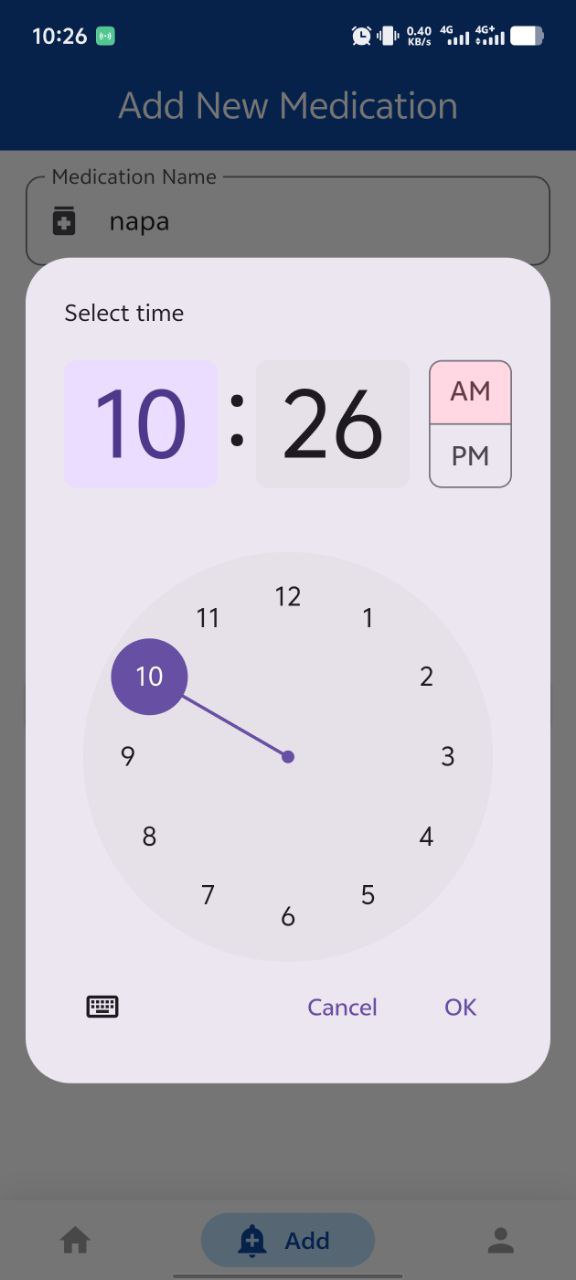 10:26 0.40 KB/s 4G 4G+
Add New Medication
Medication Name
napa
Select time
10 : 26
AM
PM
12
11 1
10 2
9 3
8 4
7 5
6
Cancel OK
Add